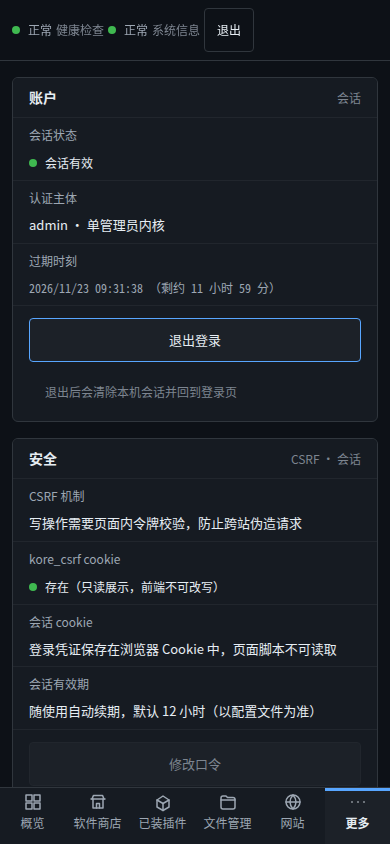 正常 健康检查 正常 系统信息 退出
账户 会话
会话状态
会话有效
认证主体
admin · 单管理员内核
过期时刻
2026/11/23 09:31:38 （剩约 11 小时 59 分）
退出登录
退出后会清除本机会话并回到登录页
安全 CSRF · 会话
CSRF 机制
写操作需要页面内令牌校验，防止跨站伪造请求
kore_csrf cookie
存在（只读展示，前端不可改写）
会话 cookie
登录凭证保存在浏览器 Cookie 中，页面脚本不可读取
会话有效期
随使用自动续期，默认 12 小时（以配置文件为准）
修改口令
概览 软件商店 已装插件 文件管理 网站 更多